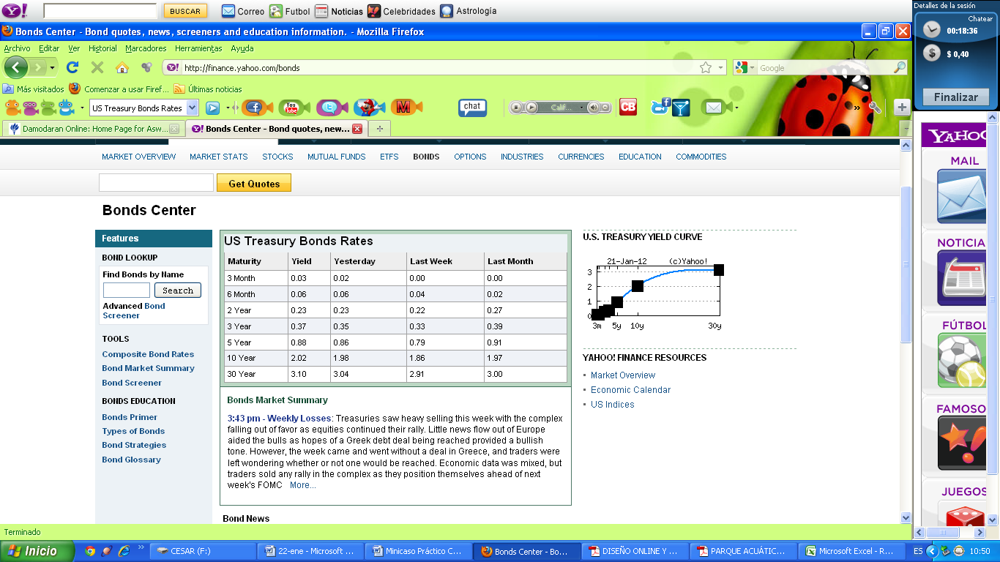 Y! BUSCAR Correo Futbol Noticias Celebridades Astrología
Detalles de la sesión
Chatear
00:18:36
$ 0,40
Finalizar
Bonds Center - Bond quotes, news, screeners and education information. - Mozilla Firefox
Archivo Editar Ver Historial Marcadores Herramientas Ayuda
Y! http://finance.yahoo.com/bonds Google
Más visitados Comenzar a usar Firef... Últimas noticias
US Treasury Bonds Rates You Tube M chat Calif... CB »
Damodaran Online: Home Page for Asw... Y! Bonds Center - Bond quotes, new...
MARKET OVERVIEW MARKET STATS STOCKS MUTUAL FUNDS ETFS BONDS OPTIONS INDUSTRIES CURRENCIES EDUCATION COMMODITIES
Get Quotes
Bonds Center
Features
BOND LOOKUP
Find Bonds by Name
Search
Advanced Bond
Screener
TOOLS
Composite Bond Rates
Bond Market Summary
Bond Screener
BONDS EDUCATION
Bonds Primer
Types of Bonds
Bond Strategies
Bond Glossary
US Treasury Bonds Rates
Maturity Yield Yesterday Last Week Last Month
3 Month 0.03 0.02 0.00 0.00
6 Month 0.06 0.06 0.04 0.02
2 Year 0.23 0.23 0.22 0.27
3 Year 0.37 0.35 0.33 0.39
5 Year 0.88 0.86 0.79 0.91
10 Year 2.02 1.98 1.86 1.97
30 Year 3.10 3.04 2.91 3.00
Bonds Market Summary
3:43 pm - Weekly Losses: Treasuries saw heavy selling this week with the complex
falling out of favor as equities continued their rally. Little news flow out of Europe
aided the bulls as hopes of a Greek debt deal being reached provided a bullish
tone. However, the week came and went without a deal in Greece, and traders were
left wondering whether or not one would be reached. Economic data was mixed, but
traders sold any rally in the complex as they position themselves ahead of next
week's FOMC More...
Bond News
U.S. TREASURY YIELD CURVE
21-Jan-12 (c)Yahoo!
3
2
1
0
3m 5y 10y 30y
YAHOO! FINANCE RESOURCES
Market Overview
Economic Calendar
US Indices
YAHOO
MAIL
NOTICIA
FÚTBOL
FAMOSO
JUEGOS
Terminado
Inicio » CESAR (F:) 22-ene - Microsoft ... Minicaso Práctico C... Bonds Center - Bo... DISEÑO ONLINE Y ... PARQUE ACUÁTIC... Microsoft Excel - R... ES 10:50